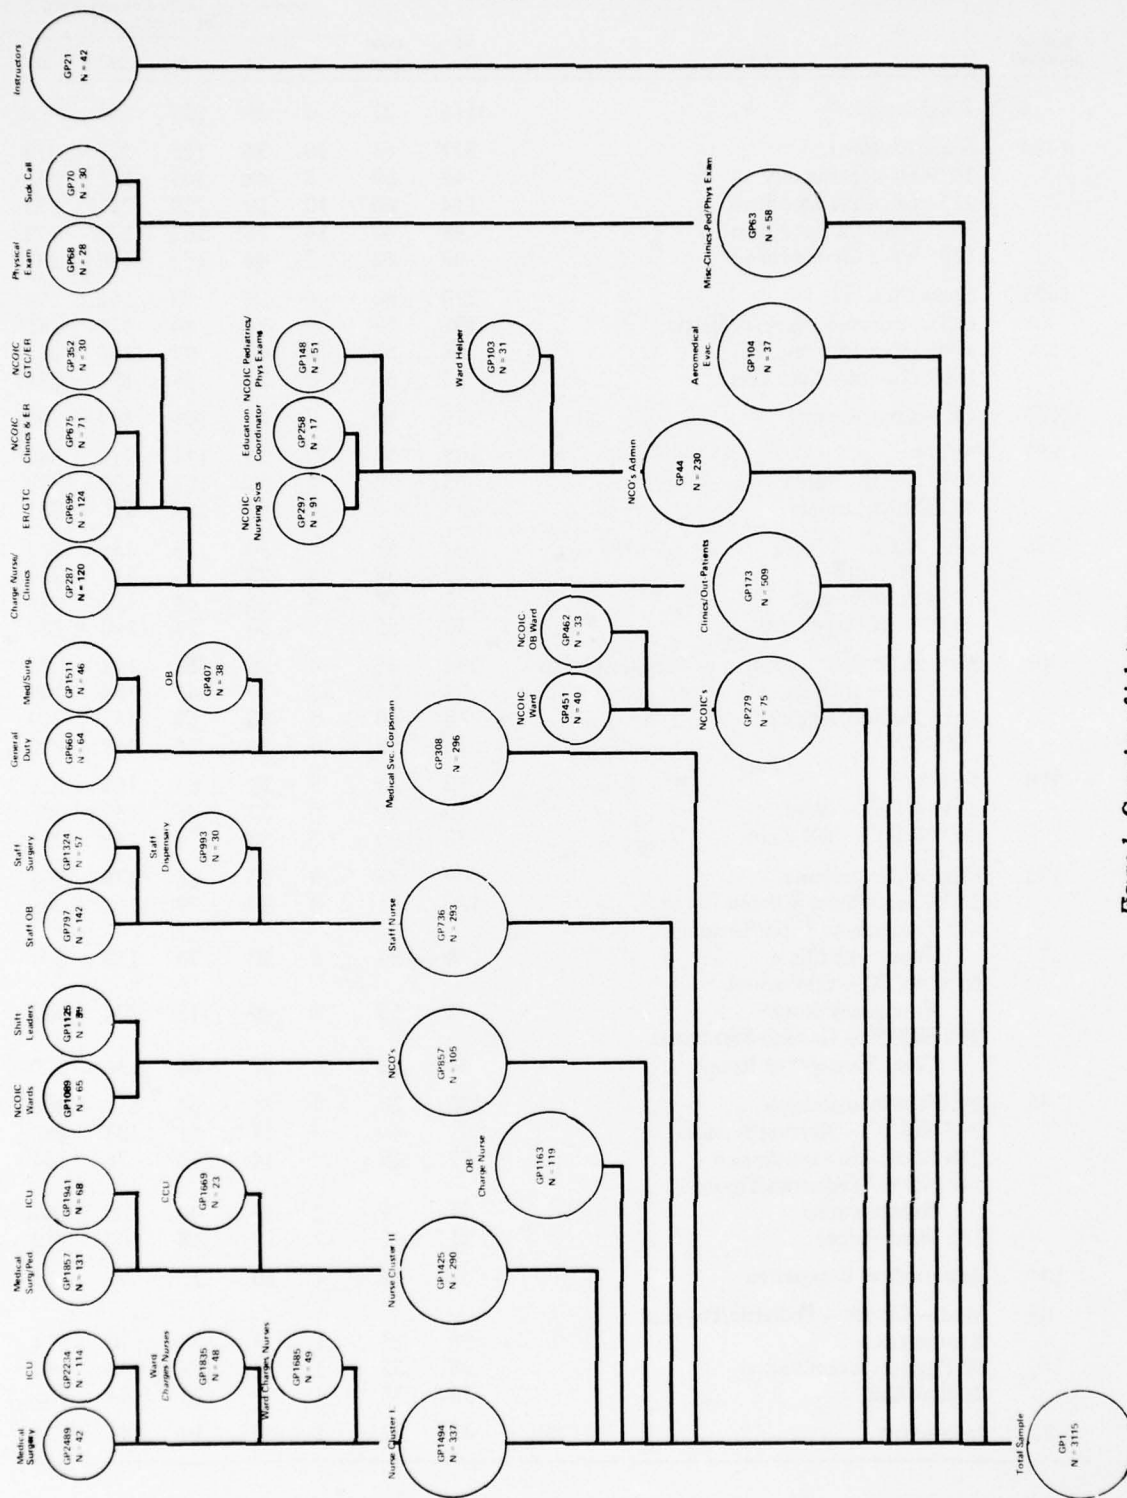 Instructors
GP21
N = 42
Sick Call
GP70
N = 30
Physical
Exam
GP68
N = 28
NCOIC
GTC/ER
GP352
N = 30
NCOIC
Clinics & ER
GP675
N = 71
ER/GTC
GP695
N = 124
Charge Nurse/
Clinics
GP287
N = 120
Med/Surg.
GP1511
N = 46
General
Duty
GP660
N = 64
Staff
Surgery
GP1324
N = 57
Staff OB
GP797
N = 142
Shift
Leaders
GP1125
NCOIC
Wards
GP1089
N = 65
ICU
GP1941
N = 68
Medical
Surg/Ped
GP1857
N = 131
ICU
GP2234
N = 114
Medical
Surgery
GP2489
N = 42
NCOIC Pediatrics/
Phys Exams
GP148
N = 51
Education
Coordinator
GP258
N = 17
NCOIC-
Nursing Svcs
GP297
N = 91
OB
GP407
N = 38
Staff
Dispensary
GP993
N = 30
CCU
GP1669
N = 23
Ward
Charges Nurses
GP1835
N = 48
Ward Charges Nurses
GP1685
N = 49
Ward Helper
GP103
N = 31
NCOIC-
OB Ward
GP462
N = 33
NCOIC
Ward
GP451
N = 40
Medical Svc. Corpsman
GP308
N = 296
Staff Nurse
GP736
N = 293
NCO's
GP857
N = 105
OB
Charge Nurse
GP1163
N = 119
Nurse Cluster II
GP1425
N = 290
Nurse Cluster I.
GP1494
N = 337
Misc-Clinics-Ped/Phys Exam
GP63
N = 58
Aeromedical
Evac.
GP104
N = 37
NCO's Admin
GP44
N = 230
Clinics/Out-Patients
GP173
N = 509
NCOIC's
GP279
N = 75
Total Sample
GP1
N = 3115